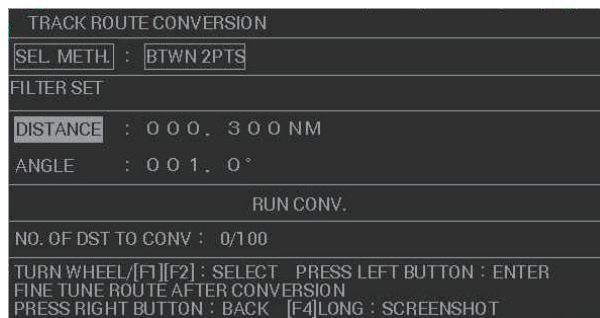 TRACK ROUTE CONVERSION
SEL. METH. : BTWN 2PTS
FILTER SET
DISTANCE : 000. 300NM
ANGLE : 001. 0°
RUN CONV.
NO. OF DST TO CONV : 0/100
TURN WHEEL/[F1][F2] : SELECT PRESS LEFT BUTTON : ENTER
FINE TUNE ROUTE AFTER CONVERSION
PRESS RIGHT BUTTON : BACK [F4]LONG : SCREENSHOT